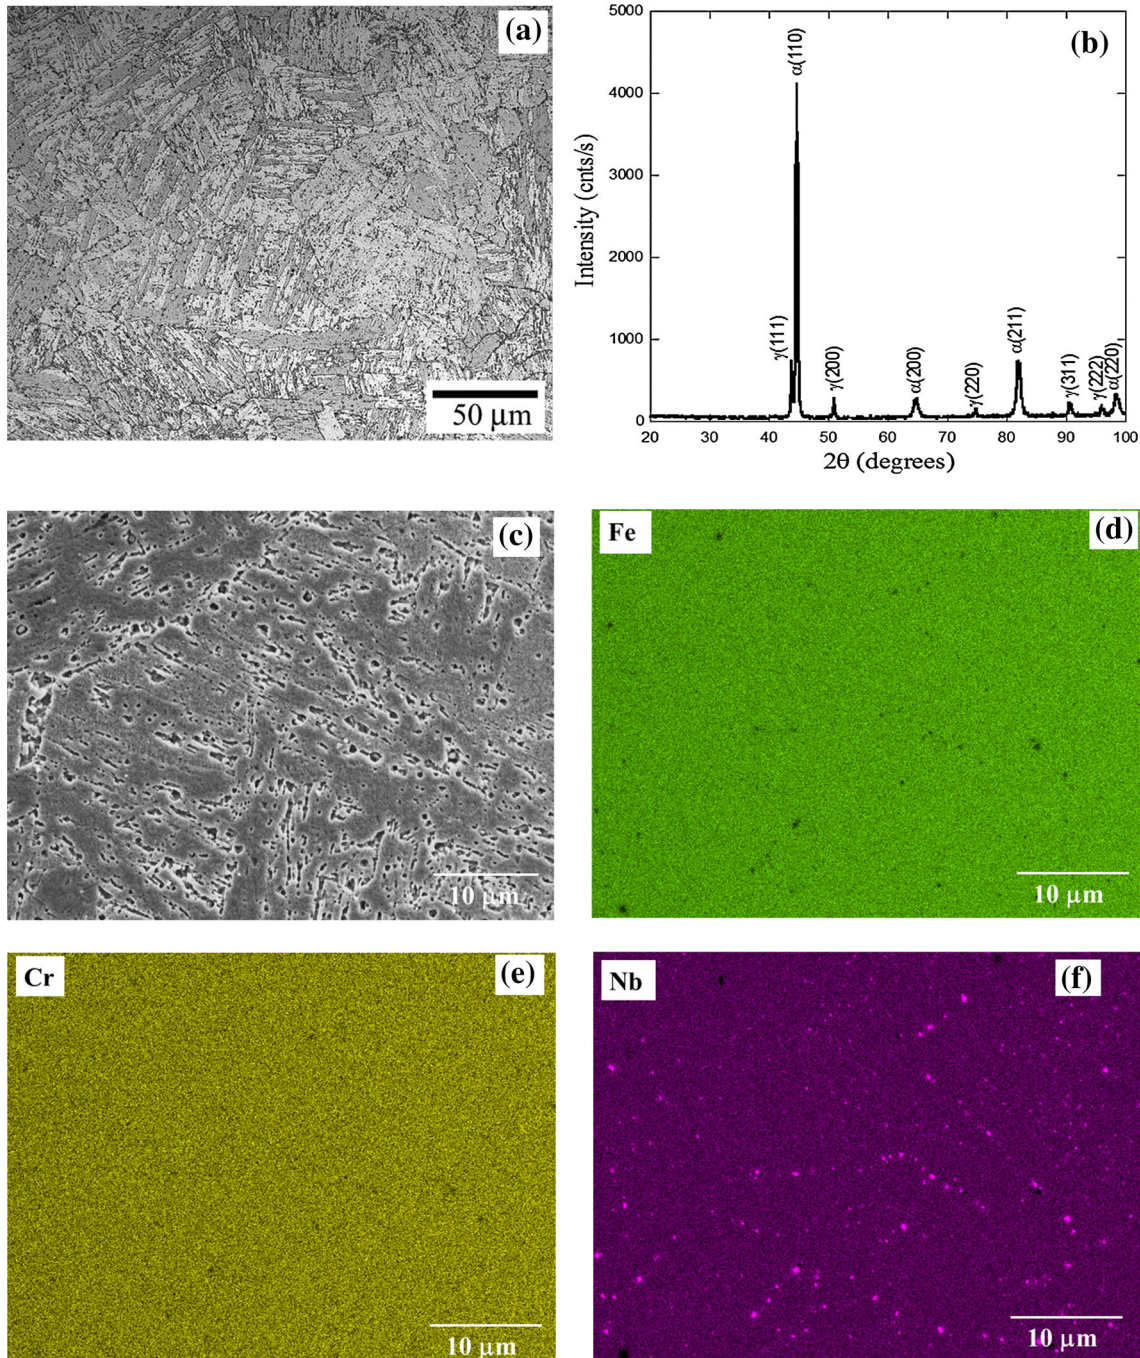 (a)
50 μm
(b)
5000
4000
3000
2000
1000
0
Intensity (cnts/s)
γ(111)
α(110)
γ(200)
α(200)
γ(220)
α(211)
γ(311)
γ(222)
α(220)
20 30 40 50 60 70 80 90 100
2θ (degrees)
(c)
10 μm
Fe
(d)
10 μm
Cr
(e)
10 μm
Nb
(f)
10 μm